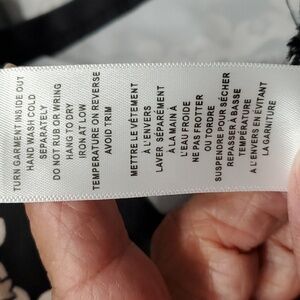 TURN GARMENT INSIDE OUT
HAND WASH COLD
SEPARATELY
DO NOT RUB OR WRING
HANG TO DRY
IRON AT LOW
TEMPERATURE ON REVERSE
AVOID TRIM
METTRE LE VÊTEMENT
À L'ENVERS
LAVER SÉPARÉMENT
À LA MAIN À
L'EAU FROIDE
NE PAS FROTTER
OU TORDRE
SUSPENDRE POUR SÉCHER
REPASSER À BASSE
TEMPÉRATURE
À L'ENVERS EN ÉVITANT
LA GARNITURE